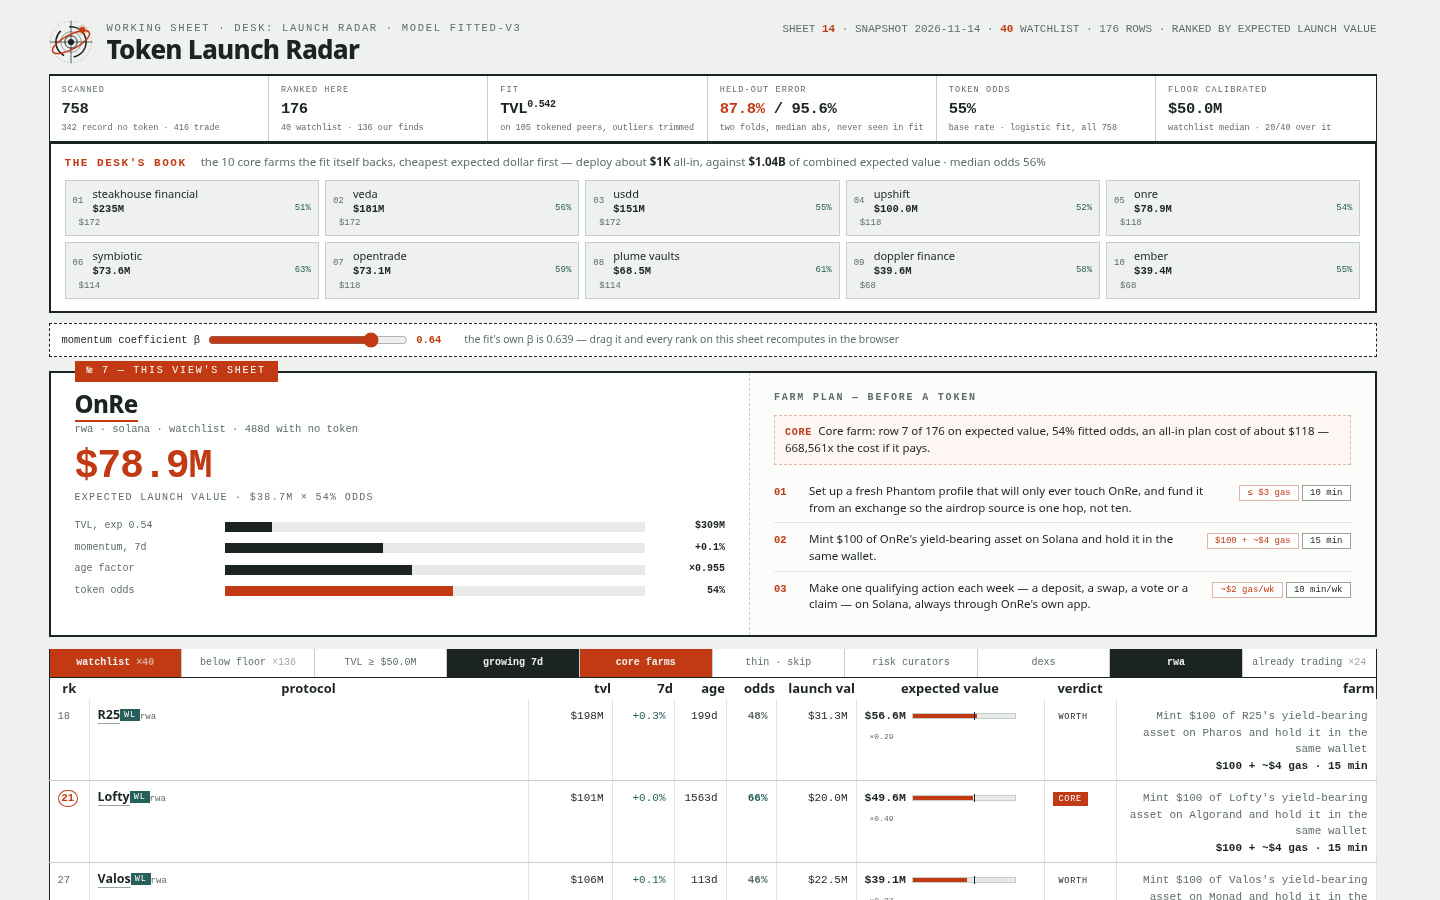 WORKING SHEET · DESK: LAUNCH RADAR · MODEL FITTED-V3
Token Launch Radar
SHEET 14 · SNAPSHOT 2026-11-14 · 40 WATCHLIST · 176 ROWS · RANKED BY EXPECTED LAUNCH VALUE
SCANNED
758
342 record no token · 416 trade
RANKED HERE
176
40 watchlist · 136 our finds
FIT
TVL0.542
on 105 tokened peers, outliers trimmed
HELD-OUT ERROR
87.8% / 95.6%
two folds, median abs, never seen in fit
TOKEN ODDS
55%
base rate · logistic fit, all 758
FLOOR CALIBRATED
$50.0M
watchlist median · 20/40 over it
THE DESK'S BOOK the 10 core farms the fit itself backs, cheapest expected dollar first — deploy about $1K all-in, against $1.04B of combined expected value · median odds 56%
01 steakhouse financial
$235M 51%
$172
02 veda
$181M 56%
$172
03 usdd
$151M 55%
$172
04 upshift
$100.0M 52%
$118
05 onre
$78.9M 54%
$118
06 symbiotic
$73.6M 63%
$114
07 opentrade
$73.1M 59%
$118
08 plume vaults
$68.5M 61%
$114
09 doppler finance
$39.6M 58%
$68
10 ember
$39.4M 55%
$68
momentum coefficient β 0.64 the fit's own β is 0.639 — drag it and every rank on this sheet recomputes in the browser
№ 7 — THIS VIEW'S SHEET
OnRe
rwa · solana · watchlist · 488d with no token
$78.9M
EXPECTED LAUNCH VALUE · $38.7M × 54% ODDS
TVL, exp 0.54 $309M
momentum, 7d +0.1%
age factor ×0.955
token odds 54%
FARM PLAN — BEFORE A TOKEN
CORE Core farm: row 7 of 176 on expected value, 54% fitted odds, an all-in plan cost of about $118 —
668,561x the cost if it pays.
01 Set up a fresh Phantom profile that will only ever touch OnRe, and fund it ≤ $3 gas 10 min
from an exchange so the airdrop source is one hop, not ten.
02 Mint $100 of OnRe's yield-bearing asset on Solana and hold it in the $100 + ~$4 gas 15 min
same wallet.
03 Make one qualifying action each week — a deposit, a swap, a vote or a ~$2 gas/wk 10 min/wk
claim — on Solana, always through OnRe's own app.
watchlist ×40 below floor ×136 TVL ≥ $50.0M growing 7d core farms thin · skip risk curators dexs rwa already trading ×24
rk protocol tvl 7d age odds launch val expected value verdict farm
18 R25 WL rwa $198M +0.3% 199d 48% $31.3M $56.6M WORTH Mint $100 of R25's yield-bearing
×0.29 asset on Pharos and hold it in the
same wallet
$100 + ~$4 gas · 15 min
21 Lofty WL rwa $101M +0.0% 1563d 66% $20.0M $49.6M CORE Mint $100 of Lofty's yield-bearing
×0.49 asset on Algorand and hold it in the
same wallet
$100 + ~$4 gas · 15 min
27 Valos WL rwa $106M +0.1% 113d 46% $22.5M $39.1M WORTH Mint $100 of Valos's yield-bearing
asset on Monad and hold it in the